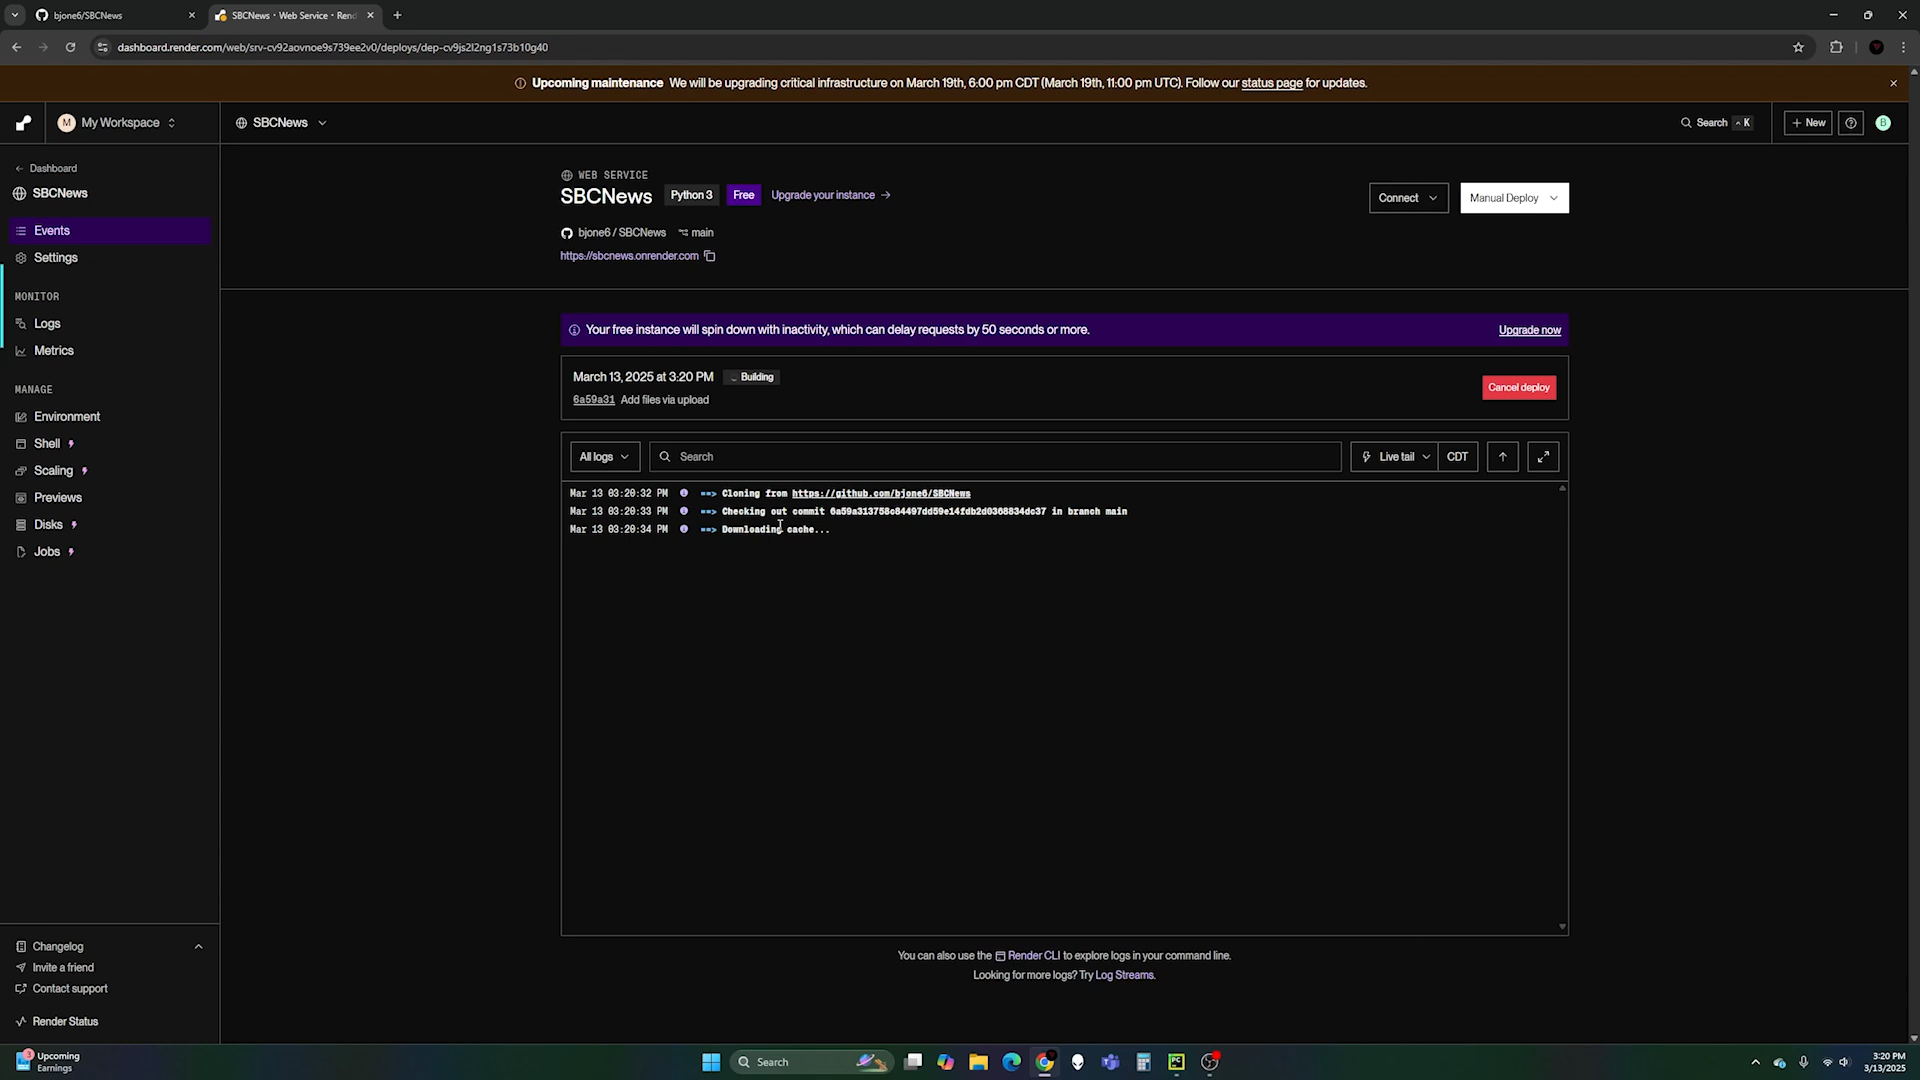 bjone6/SBCNews
SBCNews · Web Service · Rend
dashboard.render.com/web/srv-cv92aovnoe9s739ee2v0/deploys/dep-cv9js2l2ng1s73b10g40
Upcoming maintenance We will be upgrading critical infrastructure on March 19th, 6:00 pm CDT (March 19th, 11:00 pm UTC). Follow our status page for updates.
M My Workspace
SBCNews
Search
K
+ New
B
← Dashboard
SBCNews
Events
Settings
MONITOR
Logs
Metrics
MANAGE
Environment
Shell
Scaling
Previews
Disks
Jobs
WEB SERVICE
SBCNews Python 3 Free Upgrade your instance →
Connect
Manual Deploy
bjone6 / SBCNews main
https://sbcnews.onrender.com
Your free instance will spin down with inactivity, which can delay requests by 50 seconds or more.
Upgrade now
March 13, 2025 at 3:20 PM Building
6a59a31 Add files via upload
Cancel deploy
All logs
Search
Live tail
CDT
Mar 13 03:20:32 PM ==> Cloning from https://github.com/bjone6/SBCNews
Mar 13 03:20:33 PM ==> Checking out commit 6a59a313758c84497dd59e14fdb2d0368834dc37 in branch main
Mar 13 03:20:34 PM ==> Downloading cache...
You can also use the Render CLI to explore logs in your command line.
Looking for more logs? Try Log Streams.
Changelog
Invite a friend
Contact support
Render Status
3
Upcoming
Earnings
Search
PC
3:20 PM
3/13/2025